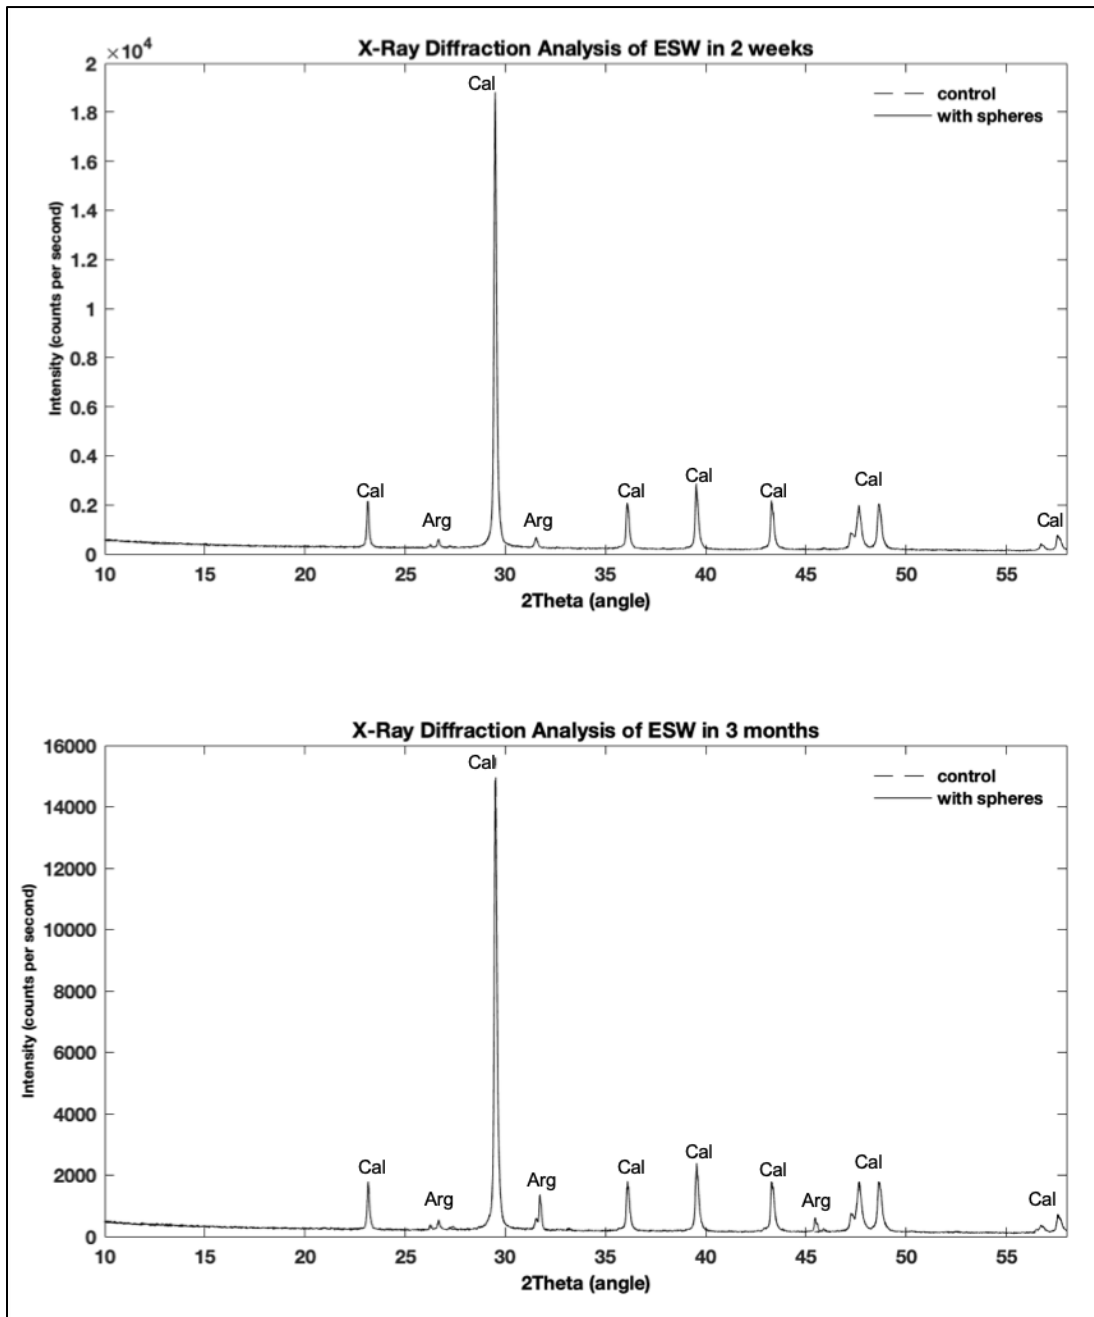 X-Ray Diffraction Analysis of ESW in 2 weeks
×10⁴
2
1.8
1.6
1.4
1.2
1
0.8
0.6
0.4
0.2
0
Intensity (counts per second)
Cal
control
with spheres
Cal
Arg
Arg
Cal
Cal
Cal
Cal
Cal
10 15 20 25 30 35 40 45 50 55
2Theta (angle)
X-Ray Diffraction Analysis of ESW in 3 months
16000
14000
12000
10000
8000
6000
4000
2000
0
Intensity (counts per second)
Cal
control
with spheres
Cal
Arg
Arg
Cal
Cal
Cal
Arg
Cal
Cal
10 15 20 25 30 35 40 45 50 55
2Theta (angle)